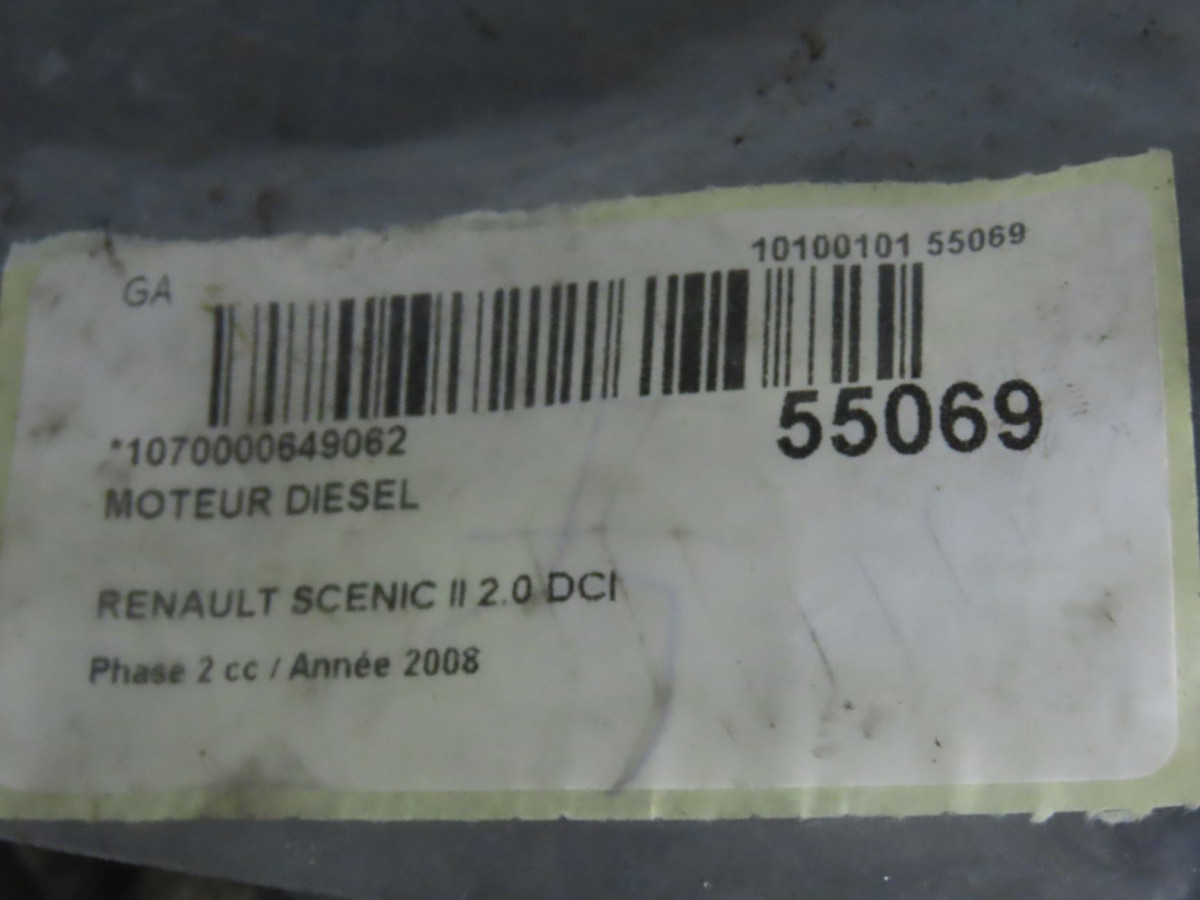 10100101 55069
GA
55069
*1070000649062
MOTEUR DIESEL
RENAULT SCENIC II 2.0 DCI
Phase 2 cc / Année 2008